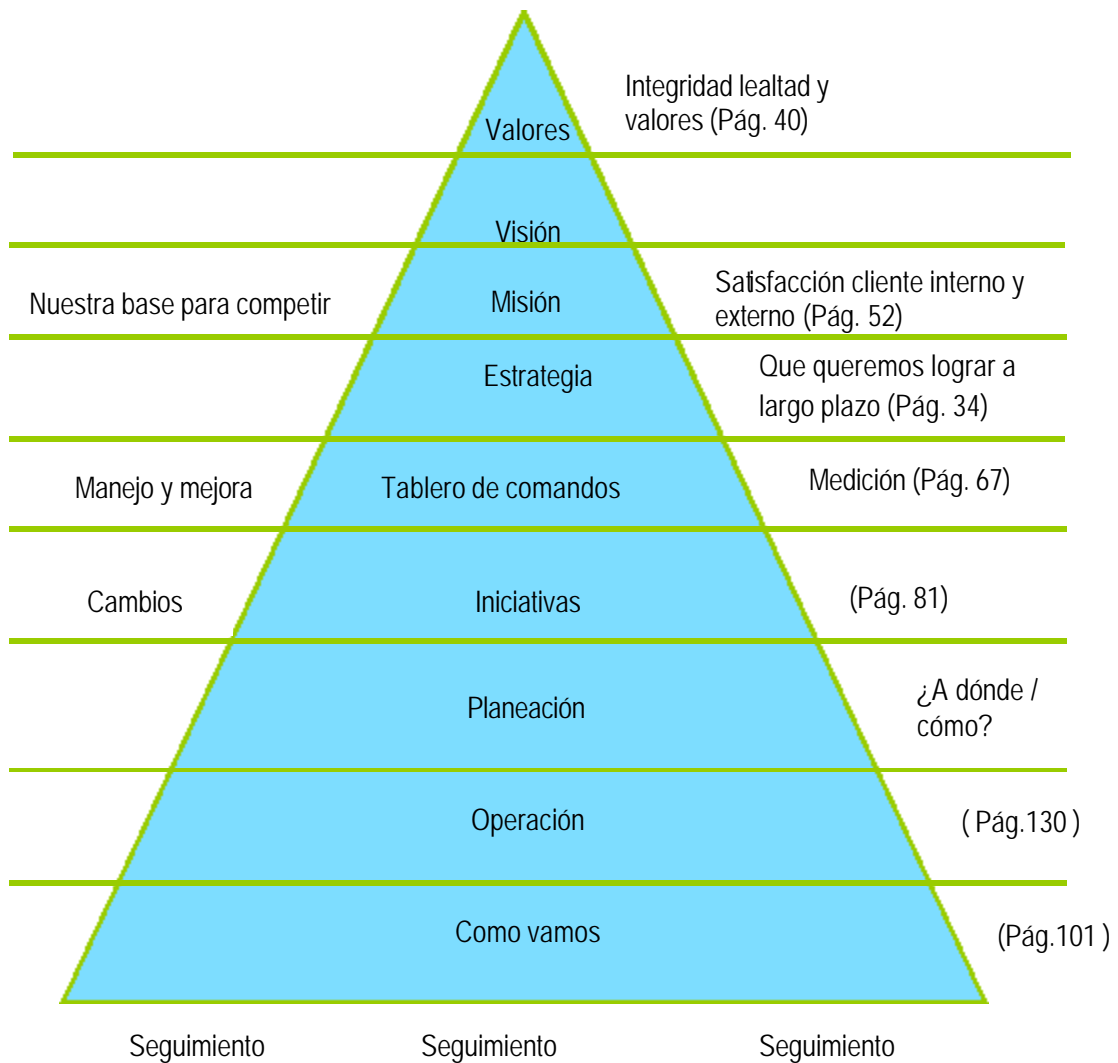 Integridad lealtad y
valores (Pág. 40)
Valores
Visión
Nuestra base para competir
Misión
Satisfacción cliente interno y
externo (Pág. 52)
Estrategia
Que queremos lograr a
largo plazo (Pág. 34)
Manejo y mejora
Tablero de comandos
Medición (Pág. 67)
Cambios
Iniciativas
(Pág. 81)
Planeación
¿A dónde /
cómo?
Operación
( Pág.130 )
Como vamos
(Pág.101 )
Seguimiento
Seguimiento
Seguimiento